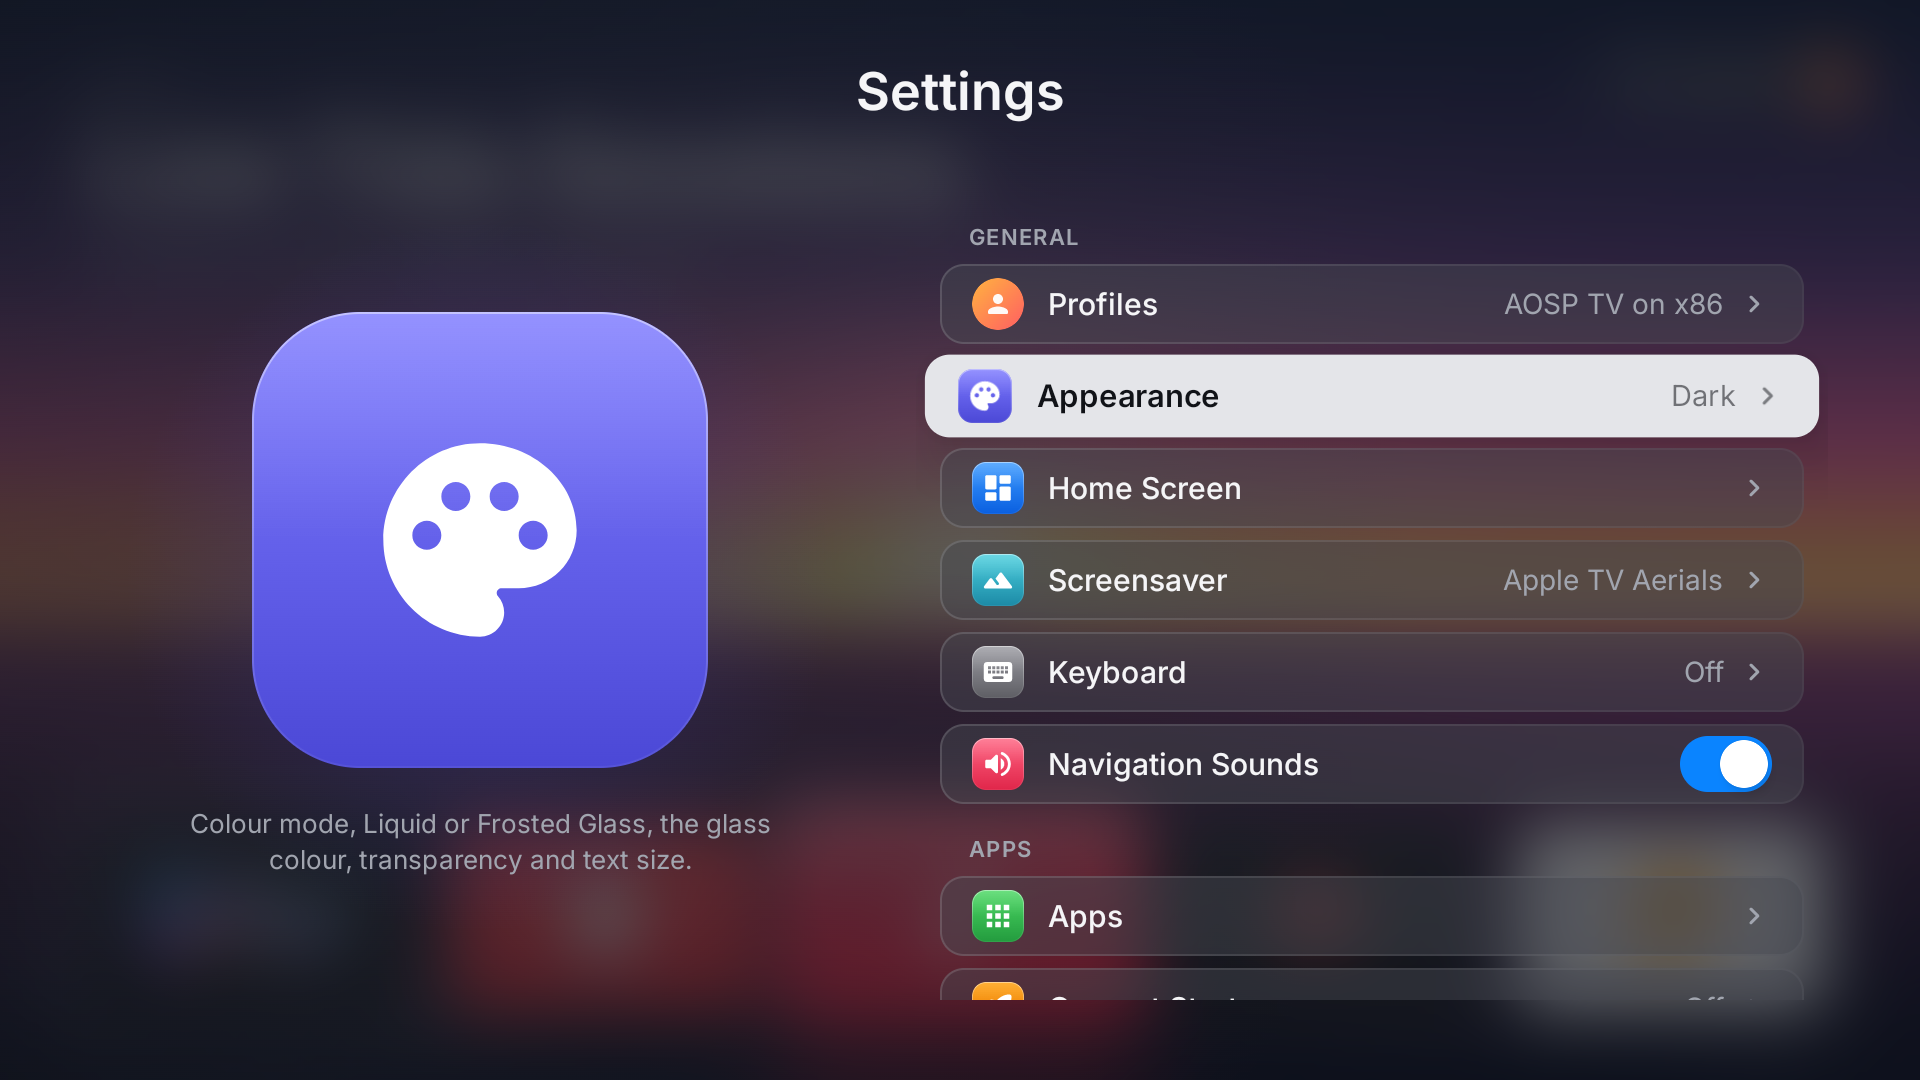 Settings
GENERAL
Profiles AOSP TV on x86
Appearance Dark
Home Screen
Screensaver Apple TV Aerials
Keyboard Off
Navigation Sounds
Colour mode, Liquid or Frosted Glass, the glass
colour, transparency and text size.
APPS
Apps